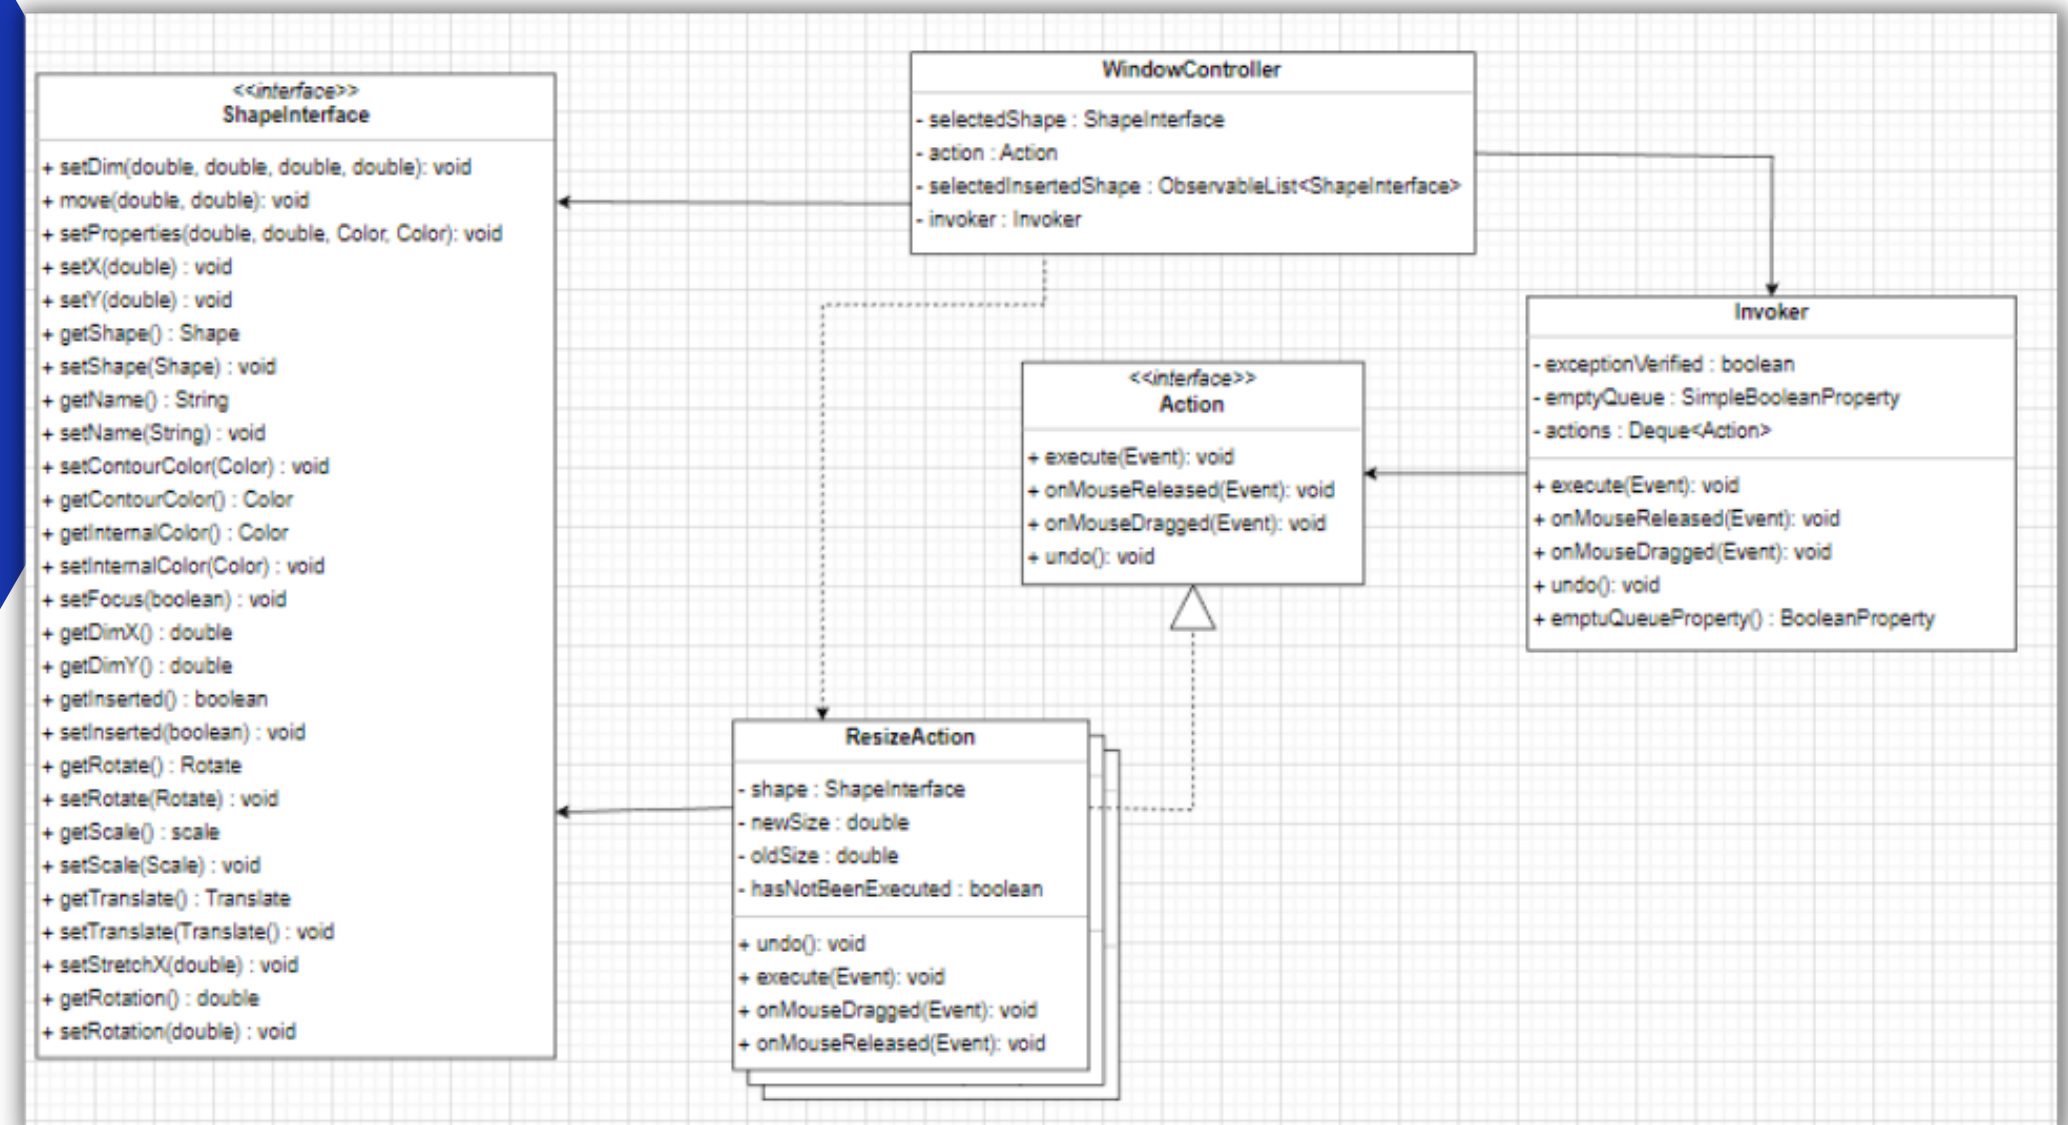 <<interface>>
ShapeInterface
+ setDim(double, double, double, double): void
+ move(double, double): void
+ setProperties(double, double, Color, Color): void
+ setX(double) : void
+ setY(double) : void
+ getShape() : Shape
+ setShape(Shape) : void
+ getName() : String
+ setName(String) : void
+ setContourColor(Color) : void
+ getContourColor() : Color
+ getInternalColor() : Color
+ setInternalColor(Color) : void
+ setFocus(boolean) : void
+ getDimX() : double
+ getDimY() : double
+ getInserted() : boolean
+ setInserted(boolean) : void
+ getRotate() : Rotate
+ setRotate(Rotate) : void
+ getScale() : scale
+ setScale(Scale) : void
+ getTranslate() : Translate
+ setTranslate(Translate() : void
+ setStretchX(double) : void
+ getRotation() : double
+ setRotation(double) : void
WindowController
- selectedShape : ShapeInterface
- action : Action
- selectedInsertedShape : ObservableList<ShapeInterface>
- invoker : Invoker
<<interface>>
Action
+ execute(Event): void
+ onMouseReleased(Event): void
+ onMouseDragged(Event): void
+ undo(): void
Invoker
- exceptionVerified : boolean
- emptyQueue : SimpleBooleanProperty
- actions : Deque<Action>
+ execute(Event): void
+ onMouseReleased(Event): void
+ onMouseDragged(Event): void
+ undo(): void
+ emptuQueueProperty() : BooleanProperty
ResizeAction
- shape : ShapeInterface
- newSize : double
- oldSize : double
- hasNotBeenExecuted : boolean
+ undo(): void
+ execute(Event): void
+ onMouseDragged(Event): void
+ onMouseReleased(Event): void